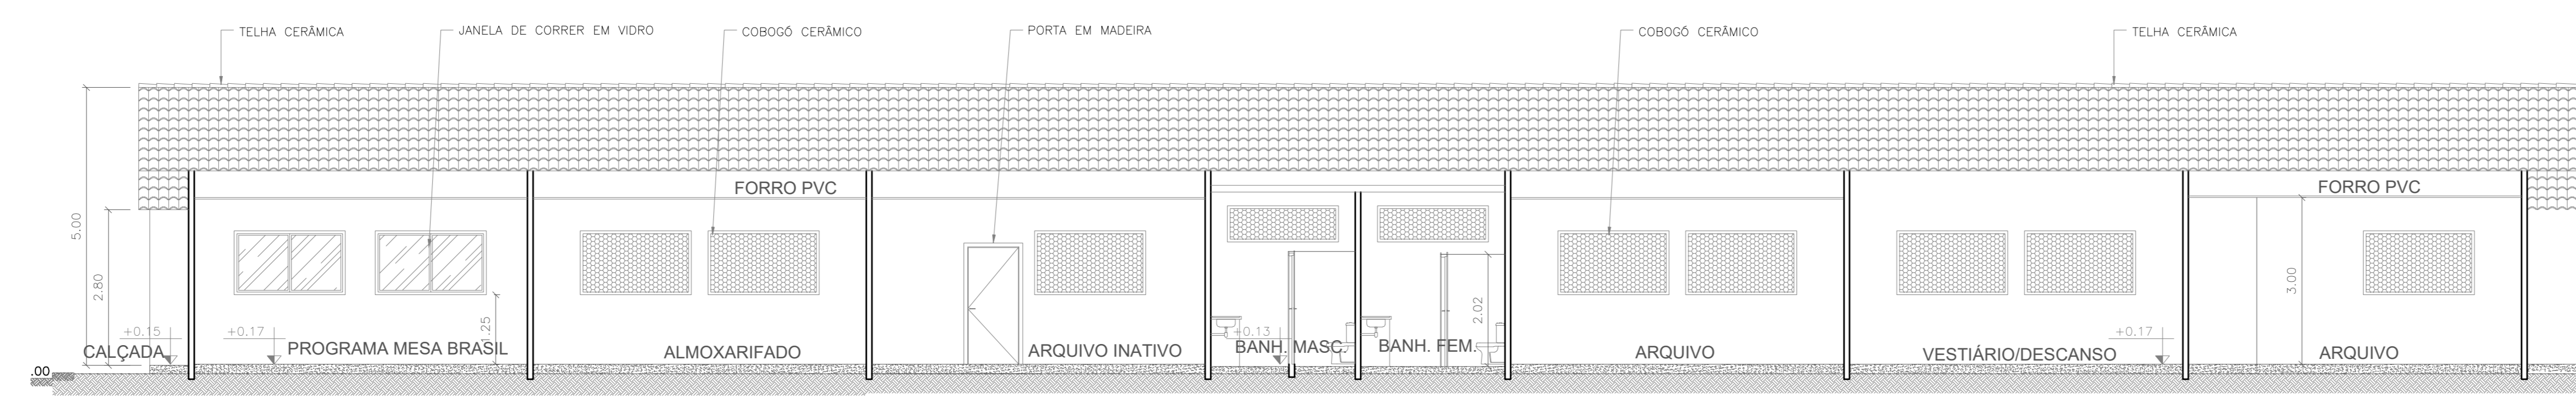 TELHA CERÂMICA
JANELA DE CORRER EM VIDRO
COBOGÓ CERÂMICO
PORTA EM MADEIRA
COBOGÓ CERÂMICO
TELHA CERÂMICA
FORRO PVC
FORRO PVC
5.00
2.80
1.25
2.02
3.00
+0.15
+0.17
+0.13
+0.17
CALÇADA
PROGRAMA MESA BRASIL
ALMOXARIFADO
ARQUIVO INATIVO
BANH. MASC.
BANH. FEM.
ARQUIVO
VESTIÁRIO/DESCANSO
ARQUIVO
.00